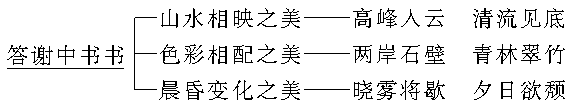 山水相映之美——高峰入云 清流见底
答谢中书书 色彩相配之美——两岸石壁 青林翠竹
晨昏变化之美——晓雾将歇 夕日欲颓